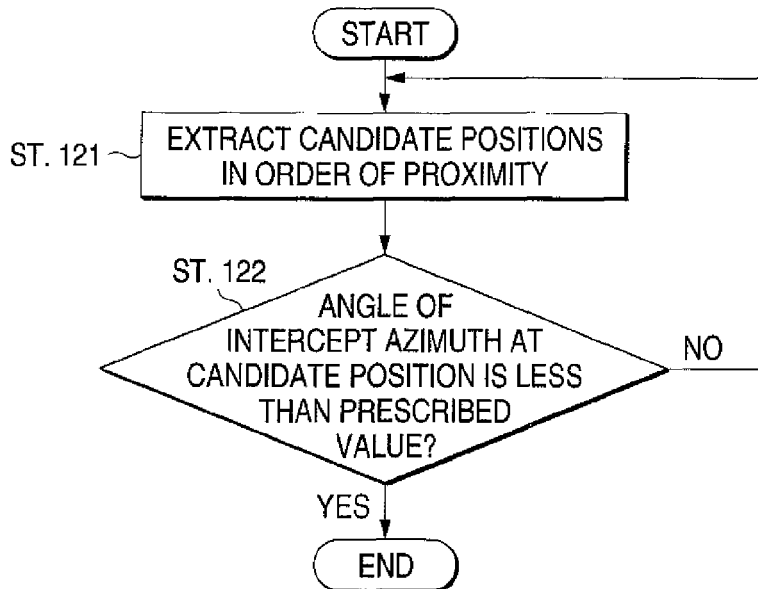 START
ST. 121
EXTRACT CANDIDATE POSITIONS
IN ORDER OF PROXIMITY
ST. 122
ANGLE OF
INTERCEPT AZIMUTH AT
CANDIDATE POSITION IS LESS
THAN PRESCRIBED
VALUE?
NO
YES
END